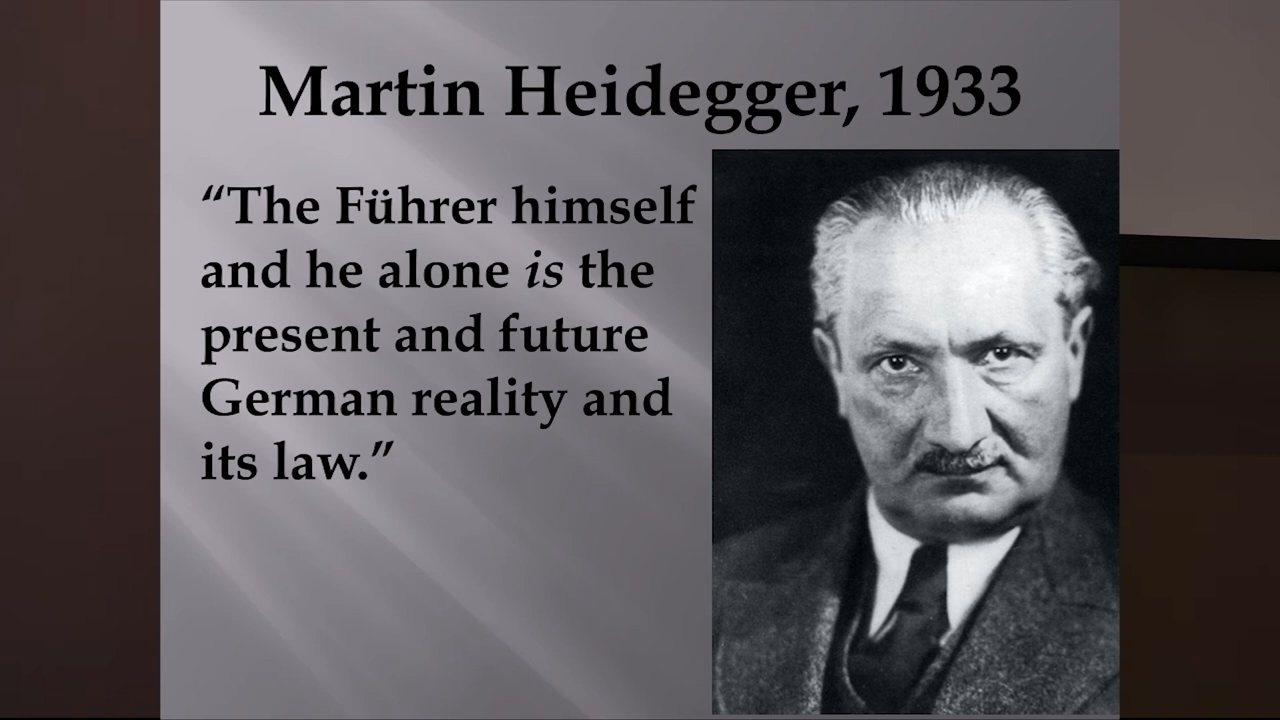 Martin Heidegger, 1933
“The Führer himself
and he alone is the
present and future
German reality and
its law.”